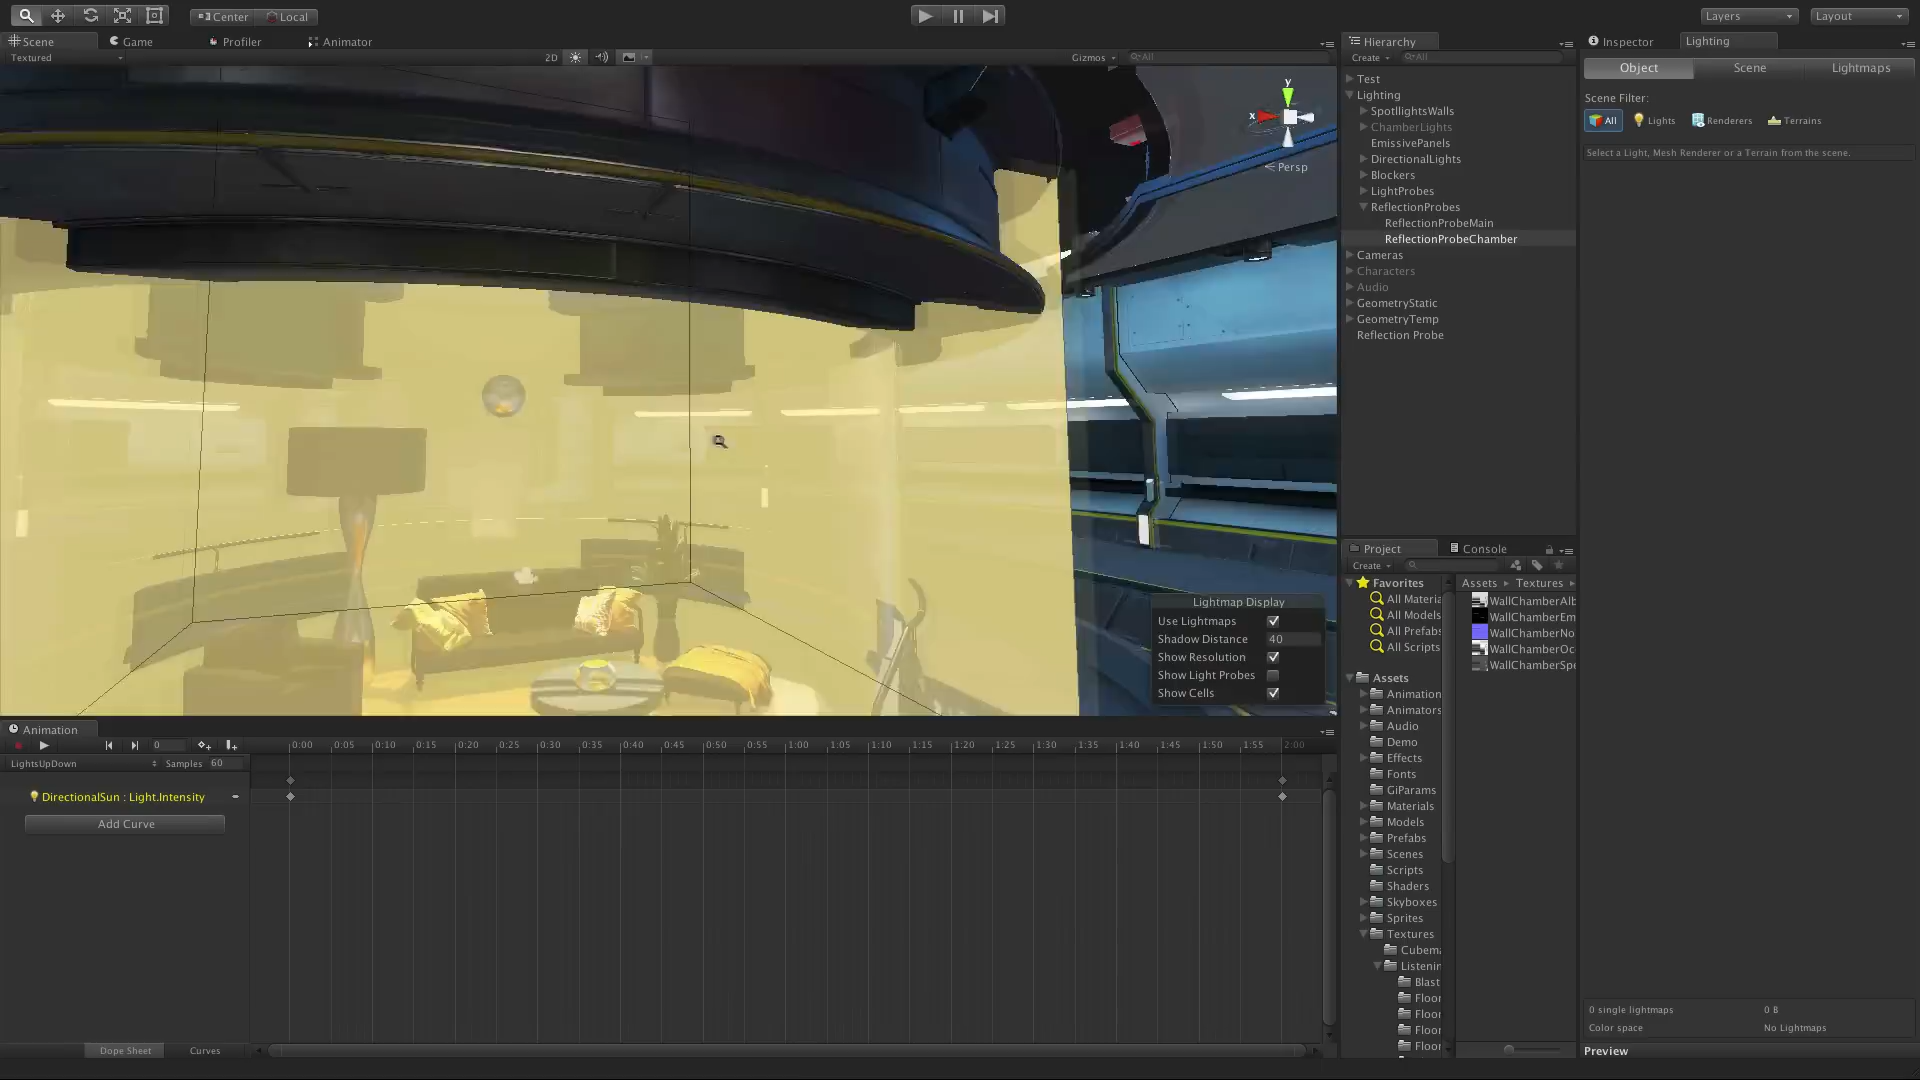 Center
Local
Layers
Layout
Scene
Game
Profiler
Animator
Hierarchy
Inspector
Lighting
Textured
2D
Gizmos
All
Create
All
Object
Scene
Lightmaps
y
x
Persp
Test
Lighting
SpotllightsWalls
ChamberLights
EmissivePanels
DirectionalLights
Blockers
LightProbes
ReflectionProbes
ReflectionProbeMain
ReflectionProbeChamber
Cameras
Characters
Audio
GeometryStatic
GeometryTemp
Reflection Probe
Scene Filter:
All
Lights
Renderers
Terrains
Select a Light, Mesh Renderer or a Terrain from the scene.
Lightmap Display
Use Lightmaps
Shadow Distance 40
Show Resolution
Show Light Probes
Show Cells
Project
Console
Create
Favorites
All Materia
All Models
All Prefabs
All Scripts
Assets
Animation
Animators
Audio
Demo
Effects
Fonts
GiParams
Materials
Models
Prefabs
Scenes
Scripts
Shaders
Skyboxes
Sprites
Textures
Cubema
Listenin
Blast
Floor
Floor
Floor
Floor
Assets Textures
WallChamberAlb
WallChamberEm
WallChamberNo
WallChamberOc
WallChamberSpe
Animation
0
0:00 0:05 0:10 0:15 0:20 0:25 0:30 0:35 0:40 0:45 0:50 0:55 1:00 1:05 1:10 1:15 1:20 1:25 1:30 1:35 1:40 1:45 1:50 1:55 2:00
LightsUpDown
Samples 60
DirectionalSun : Light.Intensity
Add Curve
Dope Sheet
Curves
0 single lightmaps 0 B
Color space No Lightmaps
Preview